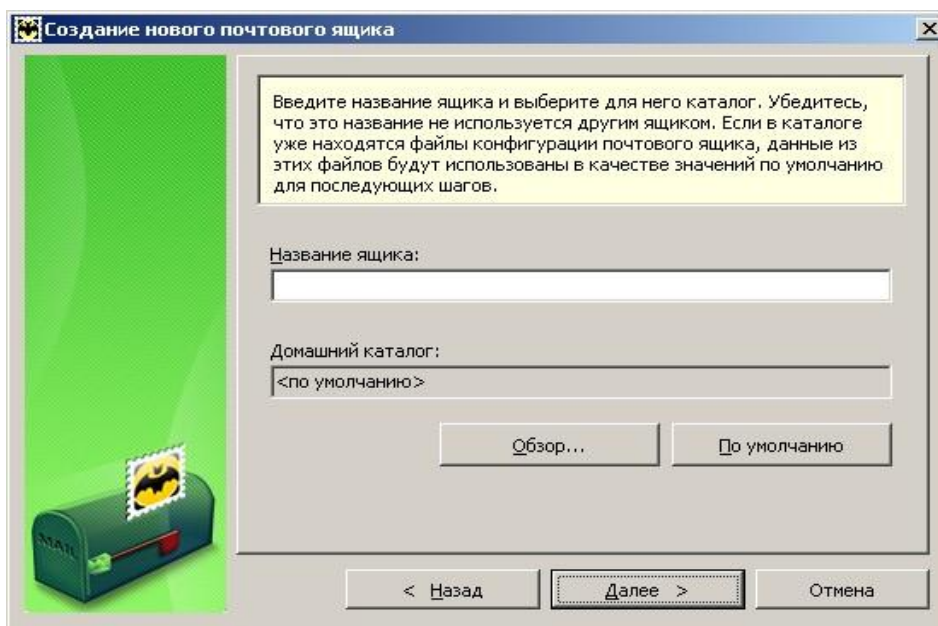 Создание нового почтового ящика
Введите название ящика и выберите для него каталог. Убедитесь,
что это название не используется другим ящиком. Если в каталоге
уже находятся файлы конфигурации почтового ящика, данные из
этих файлов будут использованы в качестве значений по умолчанию
для последующих шагов.
Название ящика:
Домашний каталог:
<по умолчанию>
Обзор...
По умолчанию
MAIL
< Назад
Далее >
Отмена